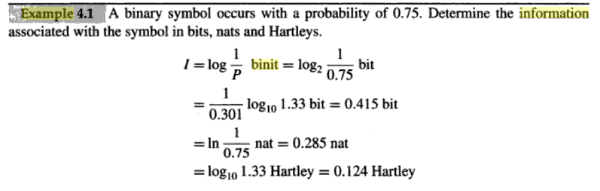 Example 4.1 A binary symbol occurs with a probability of 0.75. Determine the information
associated with the symbol in bits, nats and Hartleys.
I = log 1/P binit = log₂ 1/0.75 bit
= 1/0.301 log₁₀ 1.33 bit = 0.415 bit
= ln 1/0.75 nat = 0.285 nat
= log₁₀ 1.33 Hartley = 0.124 Hartley